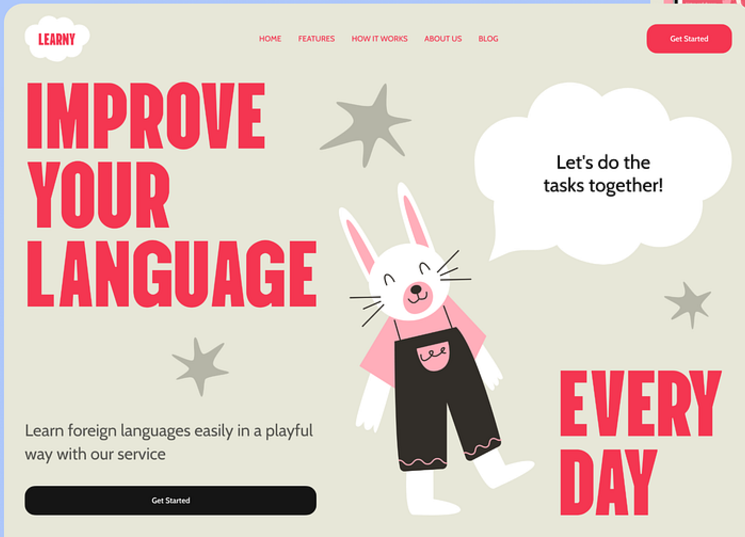 LEARNY
HOME FEATURES HOW IT WORKS ABOUT US BLOG
Get Started
IMPROVE
YOUR
LANGUAGE
Let's do the
tasks together!
EVERY
DAY
Learn foreign languages easily in a playful
way with our service
Get Started